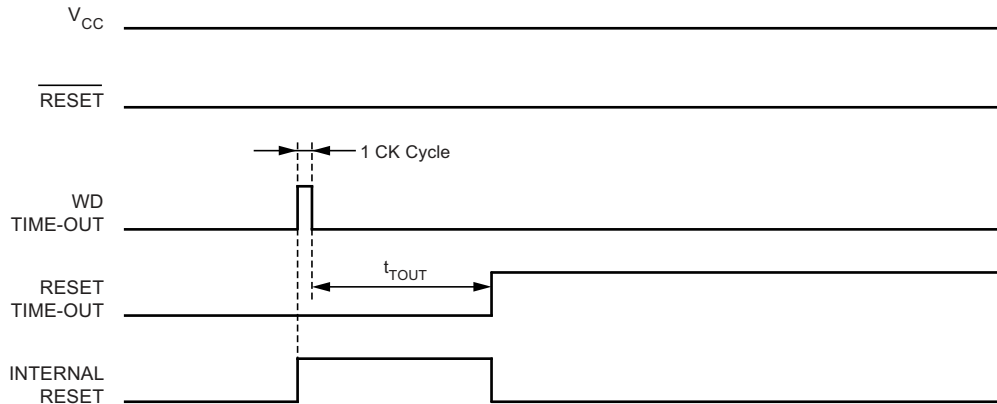 VCC
RESET
1 CK Cycle
WD
TIME-OUT
tTOUT
RESET
TIME-OUT
INTERNAL
RESET